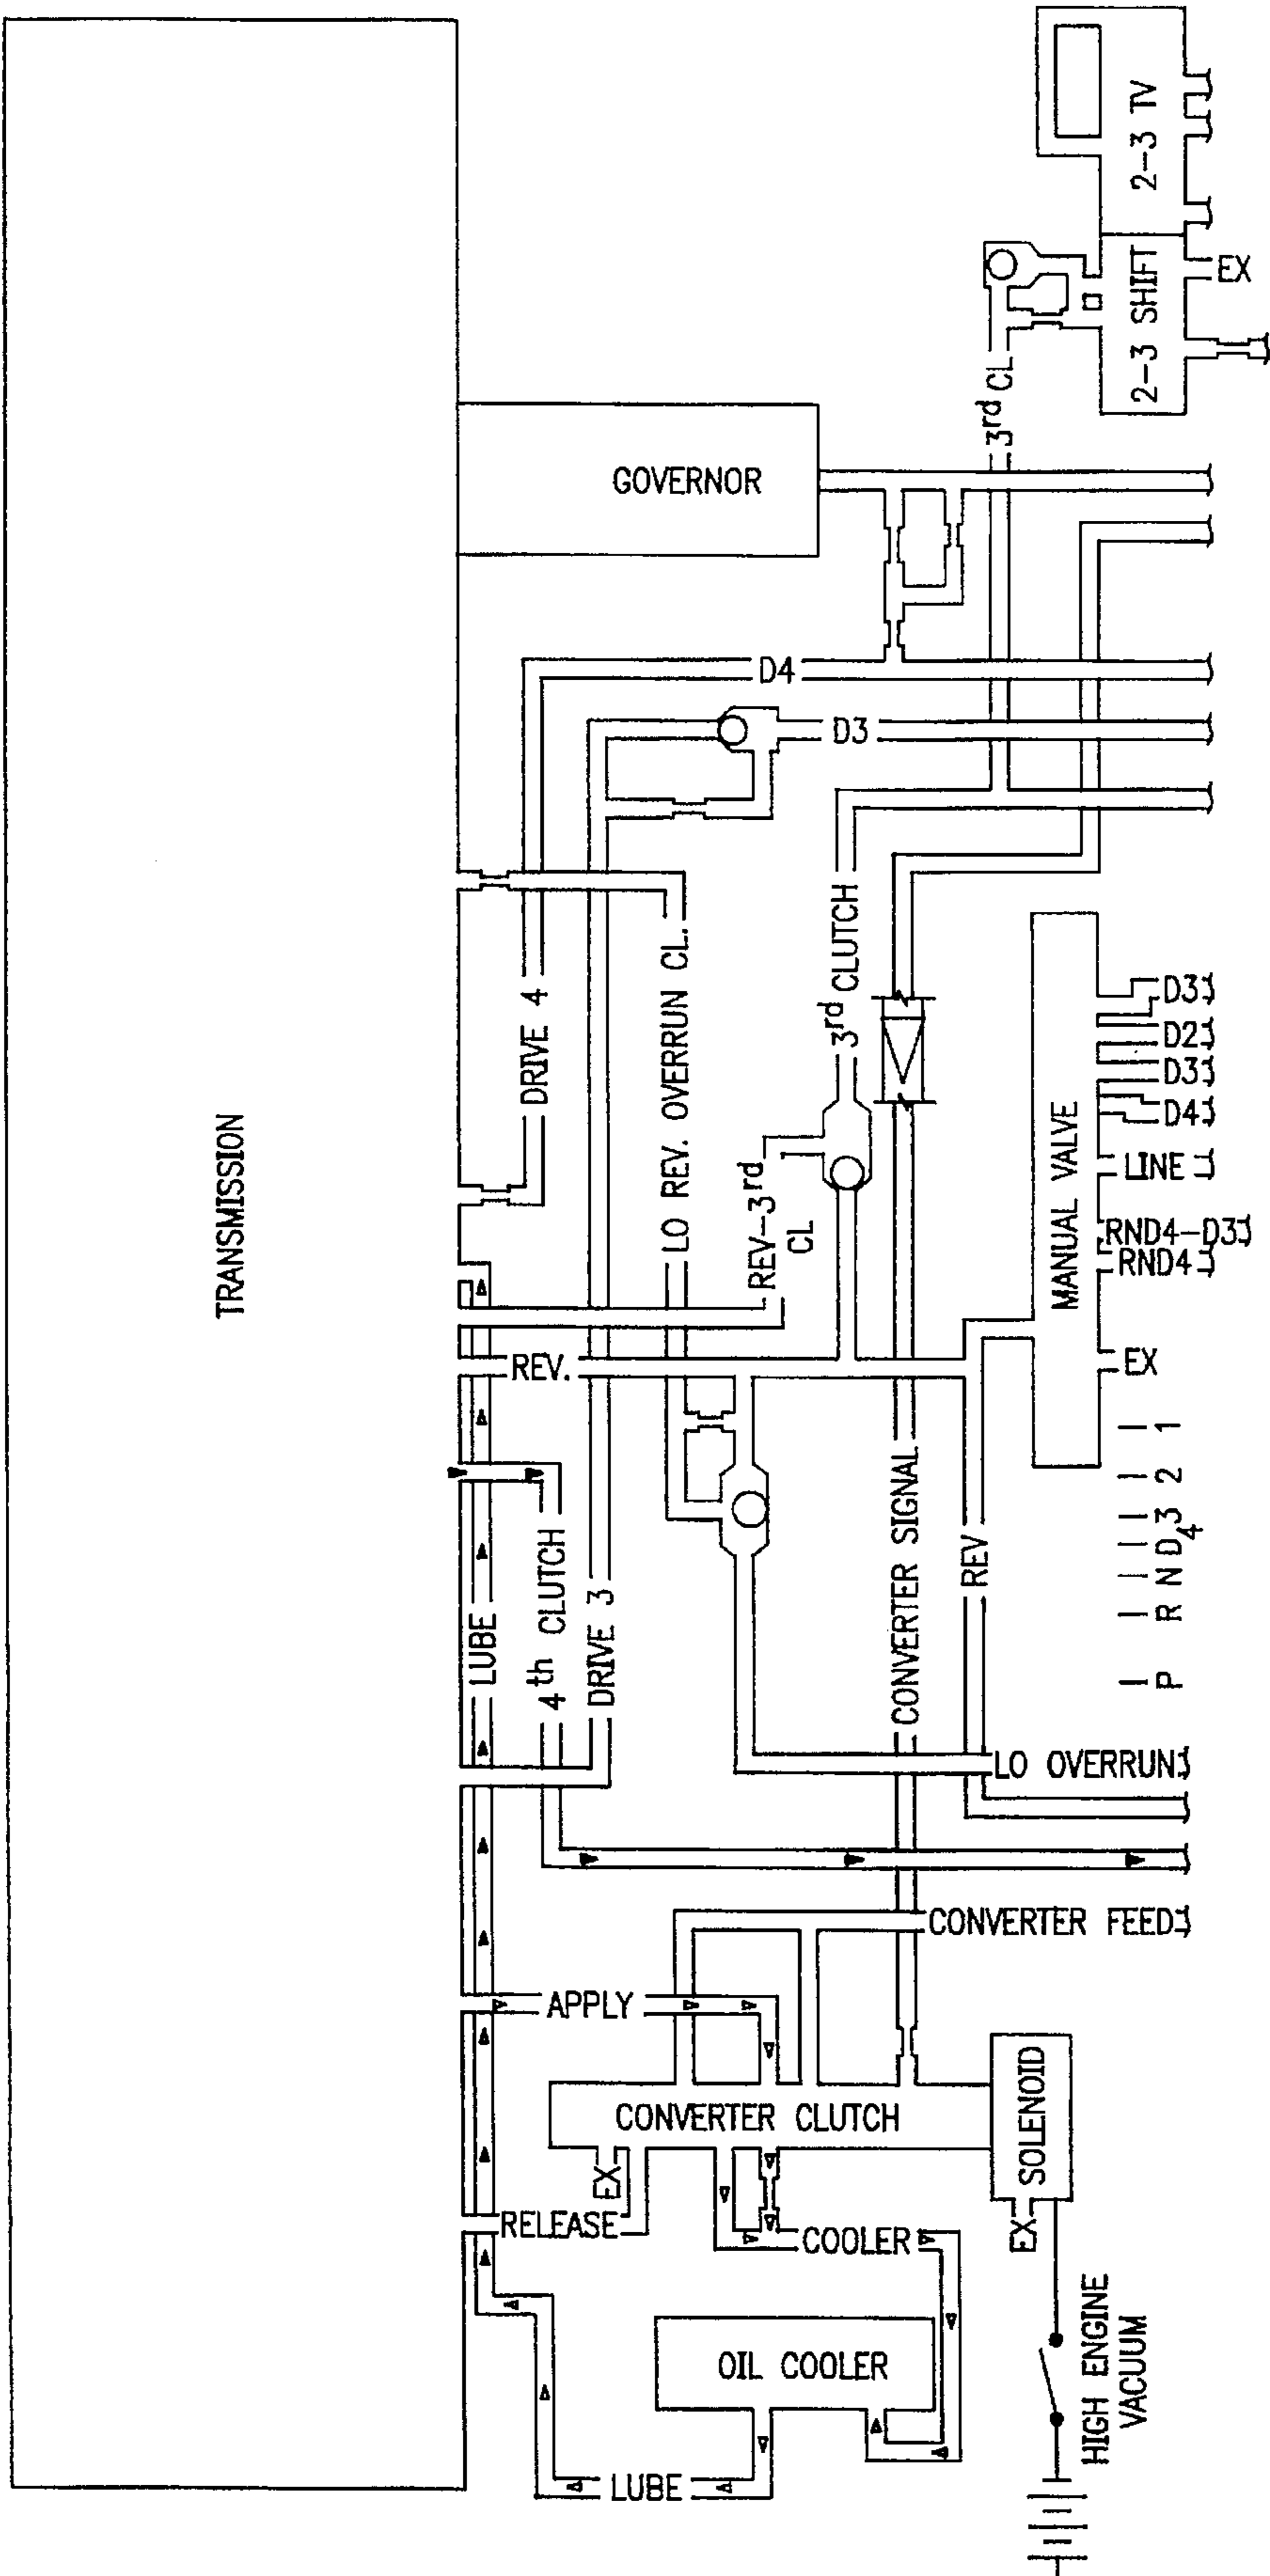 2-3 TV
2-3 SHIFT
EX
3rd CL
GOVERNOR
D4
D3
TRANSMISSION
DRIVE 4
LO REV. OVERRUN CL.
3rd CLUTCH
REV-3rd
CL
MANUAL VALVE
D3
D2
D3
D4
LINE
RND4-D3
RND4
EX
REV.
1
2
3
D4
N
R
P
LUBE
4th CLUTCH
DRIVE 3
CONVERTER SIGNAL
REV
LO OVERRUN
CONVERTER FEED
APPLY
CONVERTER CLUTCH
SOLENOID
EX
RELEASE
EX
COOLER
OIL COOLER
HIGH ENGINE
VACUUM
LUBE